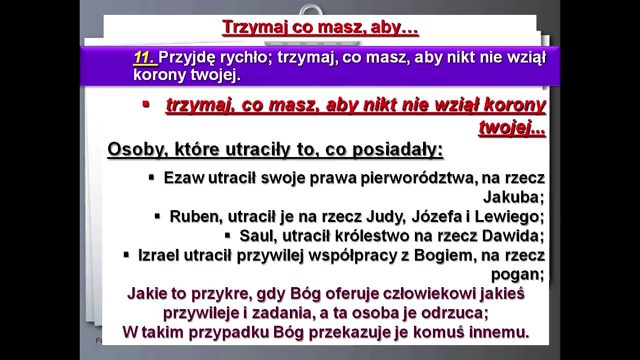 Trzymaj co masz, aby…
11. Przyjdę rychło; trzymaj, co masz, aby nikt nie wziął
korony twojej.
▪ trzymaj, co masz, aby nikt nie wziął korony
twojej...
Osoby, które utraciły to, co posiadały:
▪ Ezaw utracił swoje prawa pierworództwa, na rzecz
Jakuba;
▪ Ruben, utracił je na rzecz Judy, Józefa i Lewiego;
▪ Saul, utracił królestwo na rzecz Dawida;
▪ Izrael utracił przywilej współpracy z Bogiem, na rzecz
pogan;
Jakie to przykre, gdy Bóg oferuje człowiekowi jakieś
przywileje i zadania, a ta osoba je odrzuca;
W takim przypadku Bóg przekazuje je komuś innemu.